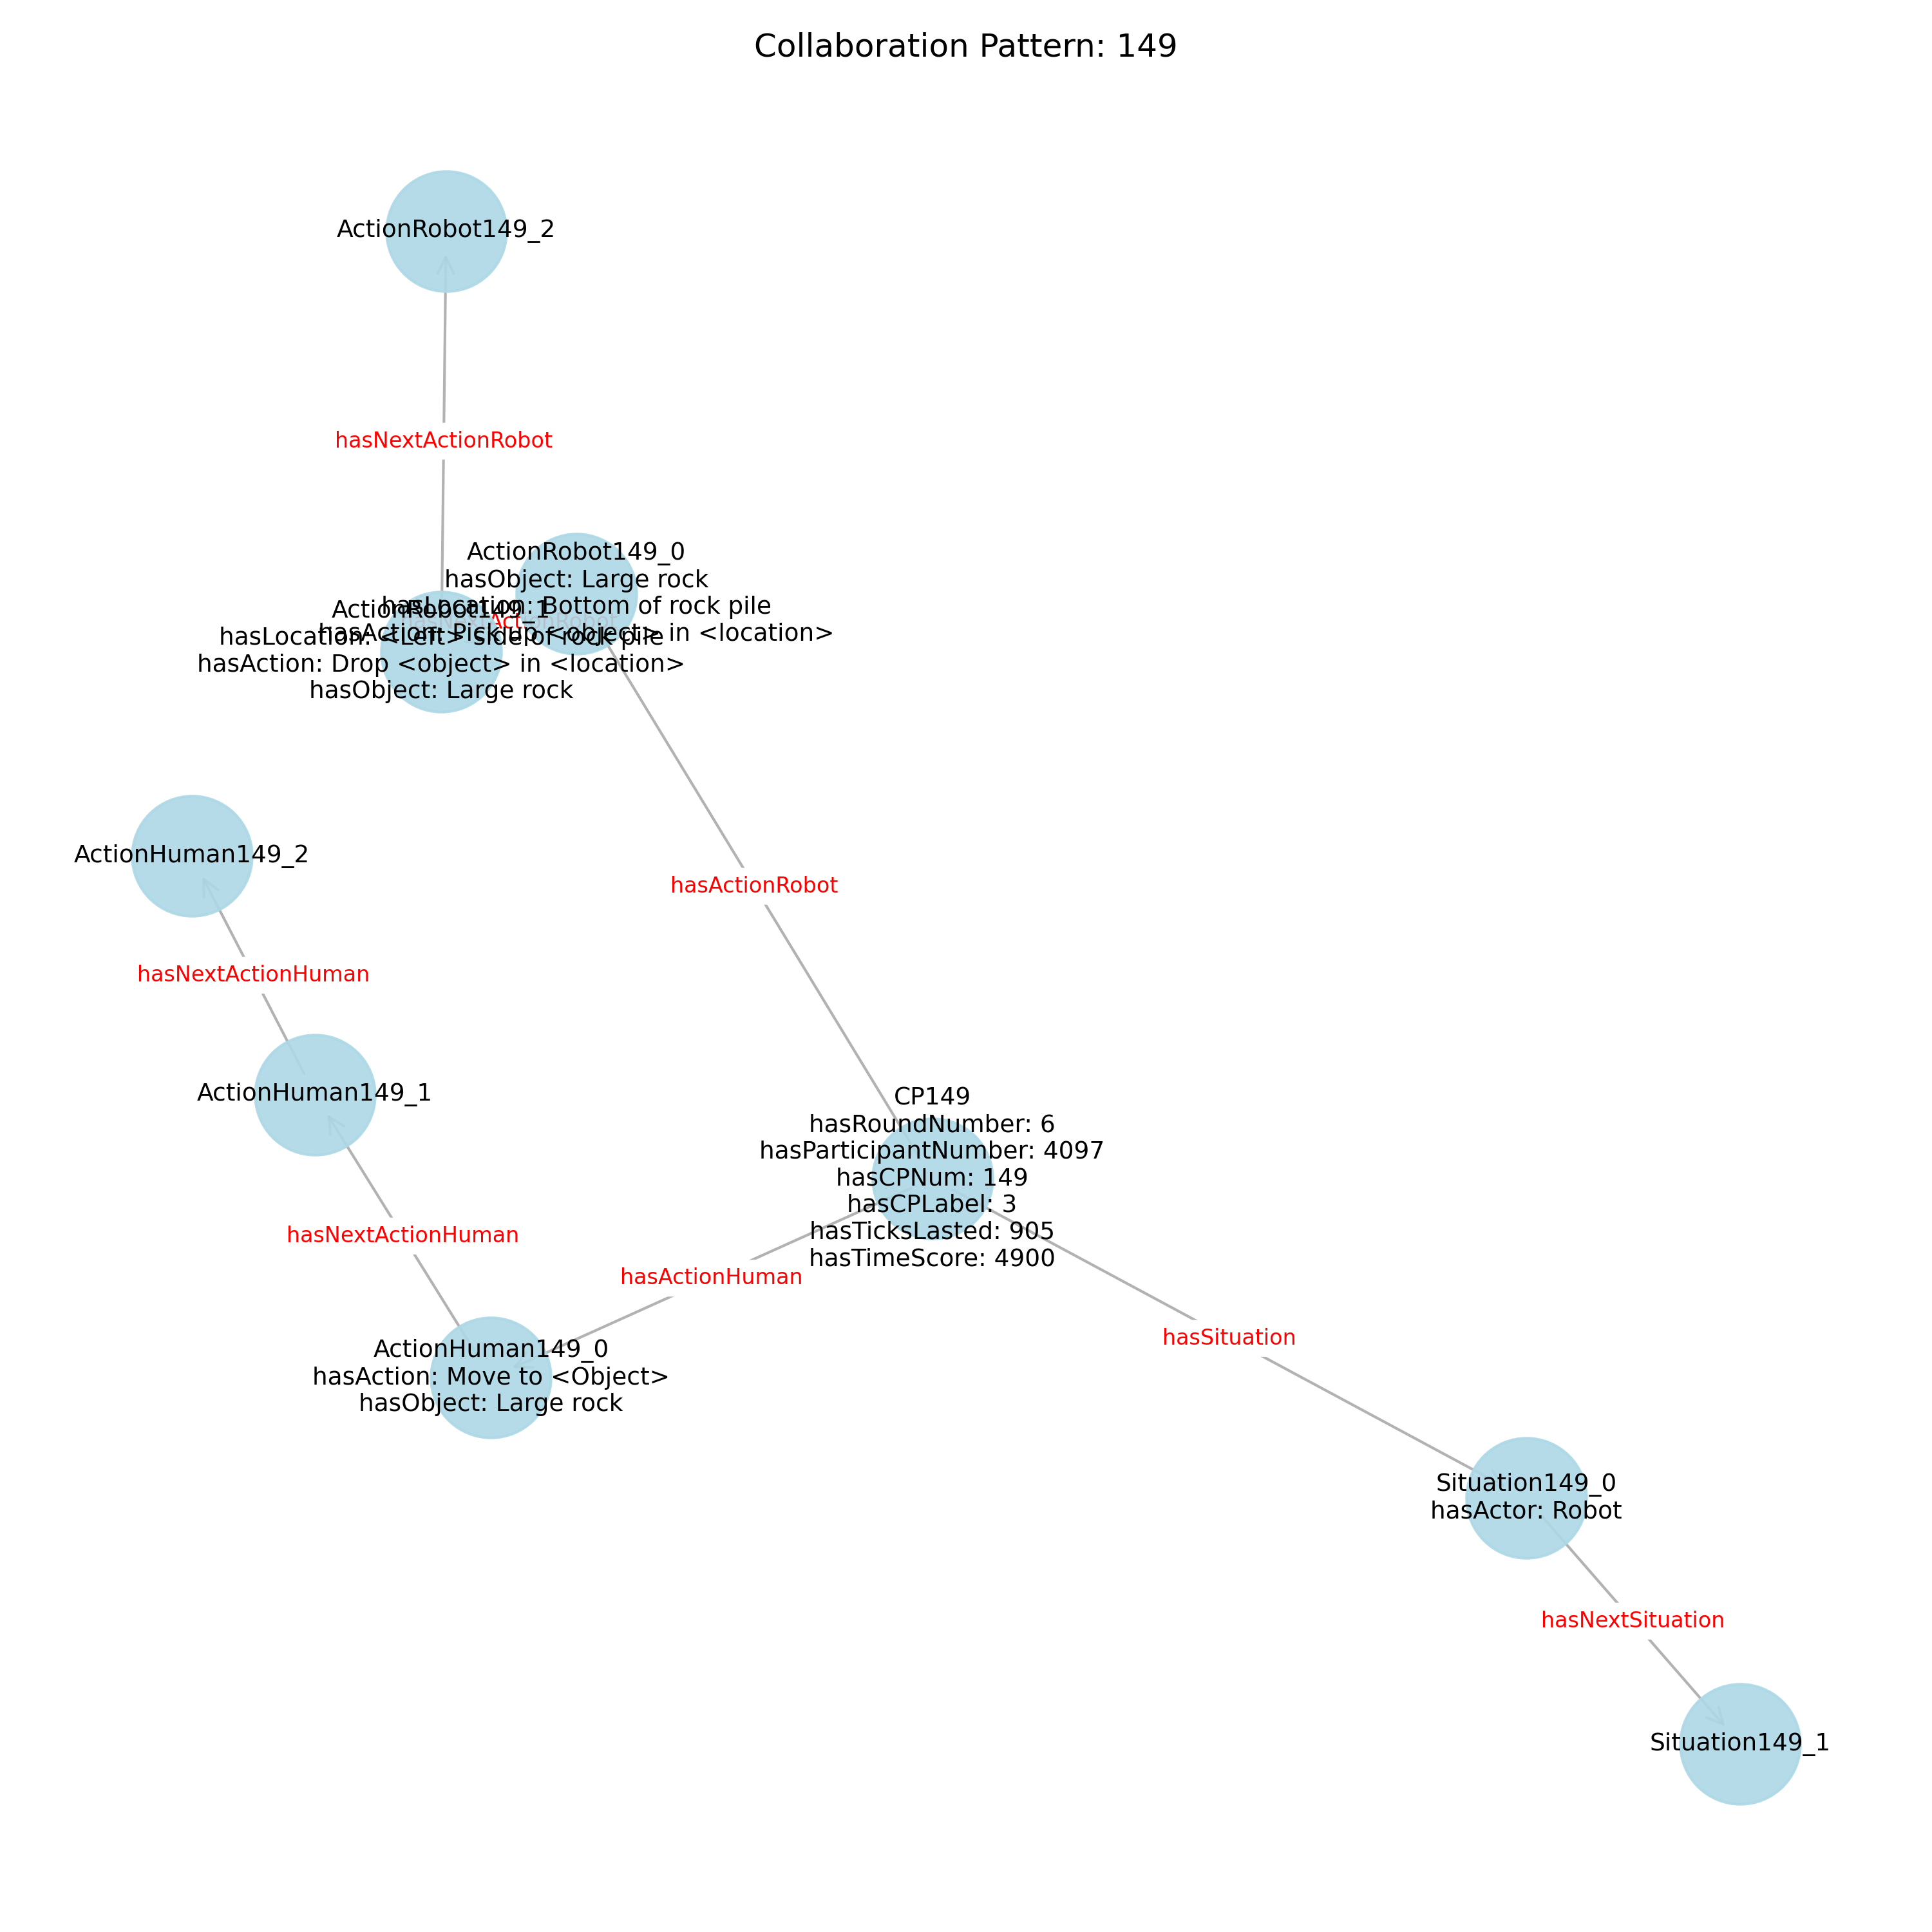 Collaboration Pattern: 149
ActionRobot149_2
hasNextActionRobot
ActionRobot149_0
hasObject: Large rock
hasLocation: Bottom of rock pile
hasAction: Pick up <object> in <location>
hasNextActionRobot
ActionRobot149_1
hasLocation: <Left> side of rock pile
hasAction: Drop <object> in <location>
hasObject: Large rock
ActionHuman149_2
hasActionRobot
hasNextActionHuman
ActionHuman149_1
CP149
hasRoundNumber: 6
hasParticipantNumber: 4097
hasCPNum: 149
hasCPLabel: 3
hasTicksLasted: 905
hasTimeScore: 4900
hasNextActionHuman
hasActionHuman
hasSituation
ActionHuman149_0
hasAction: Move to <Object>
hasObject: Large rock
Situation149_0
hasActor: Robot
hasNextSituation
Situation149_1